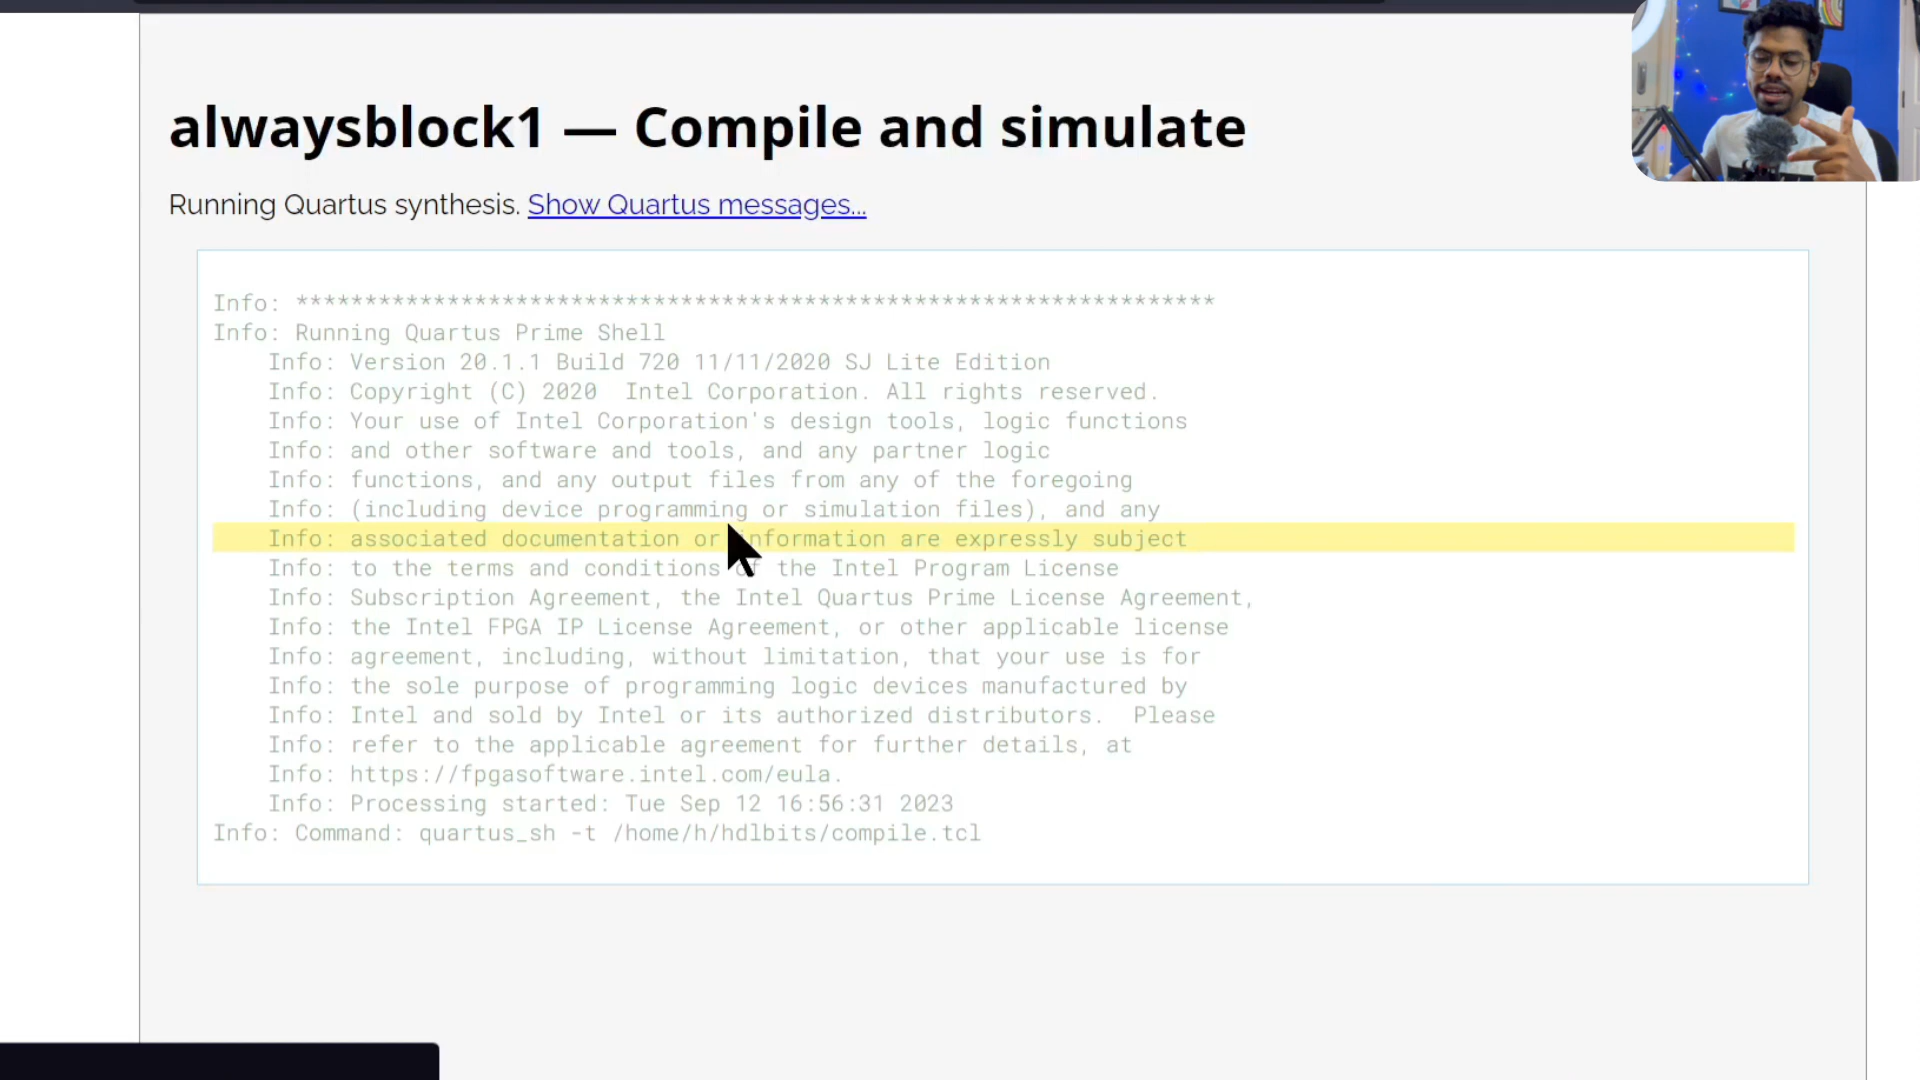 alwaysblock1 — Compile and simulate
Running Quartus synthesis. Show Quartus messages...
Info: *******************************************************************
Info: Running Quartus Prime Shell
Info: Version 20.1.1 Build 720 11/11/2020 SJ Lite Edition
Info: Copyright (C) 2020  Intel Corporation. All rights reserved.
Info: Your use of Intel Corporation's design tools, logic functions
Info: and other software and tools, and any partner logic
Info: functions, and any output files from any of the foregoing
Info: (including device programming or simulation files), and any
Info: associated documentation or information are expressly subject
Info: to the terms and conditions of the Intel Program License
Info: Subscription Agreement, the Intel Quartus Prime License Agreement,
Info: the Intel FPGA IP License Agreement, or other applicable license
Info: agreement, including, without limitation, that your use is for
Info: the sole purpose of programming logic devices manufactured by
Info: Intel and sold by Intel or its authorized distributors.  Please
Info: refer to the applicable agreement for further details, at
Info: https://fpgasoftware.intel.com/eula.
Info: Processing started: Tue Sep 12 16:56:31 2023
Info: Command: quartus_sh -t /home/h/hdlbits/compile.tcl